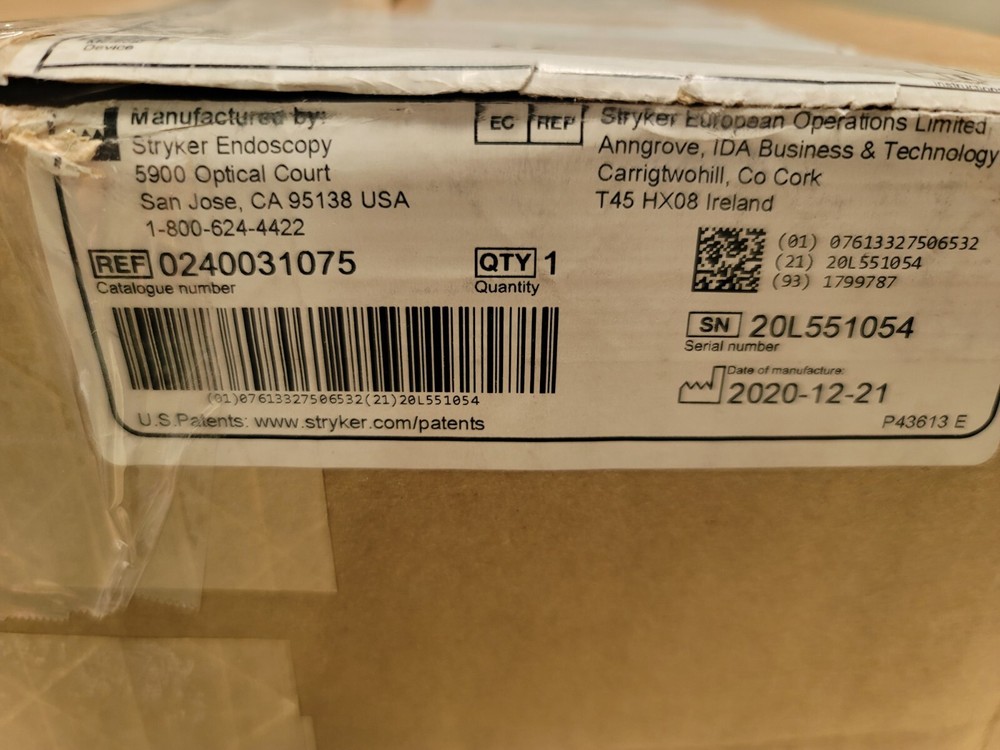 Device
Manufactured by:
Stryker Endoscopy
5900 Optical Court
San Jose, CA 95138 USA
1-800-624-4422
EC REP
Stryker European Operations Limited
Anngrove, IDA Business & Technology
Carrigtwohill, Co Cork
T45 HX08 Ireland
REF 0240031075
Catalogue number
QTY 1
Quantity
(01) 07613327506532
(21) 20L551054
(93) 1799787
SN 20L551054
Serial number
Date of manufacture:
2020-12-21
(01)07613327506532(21)20L551054
U.S.Patents: www.stryker.com/patents
P43613 E